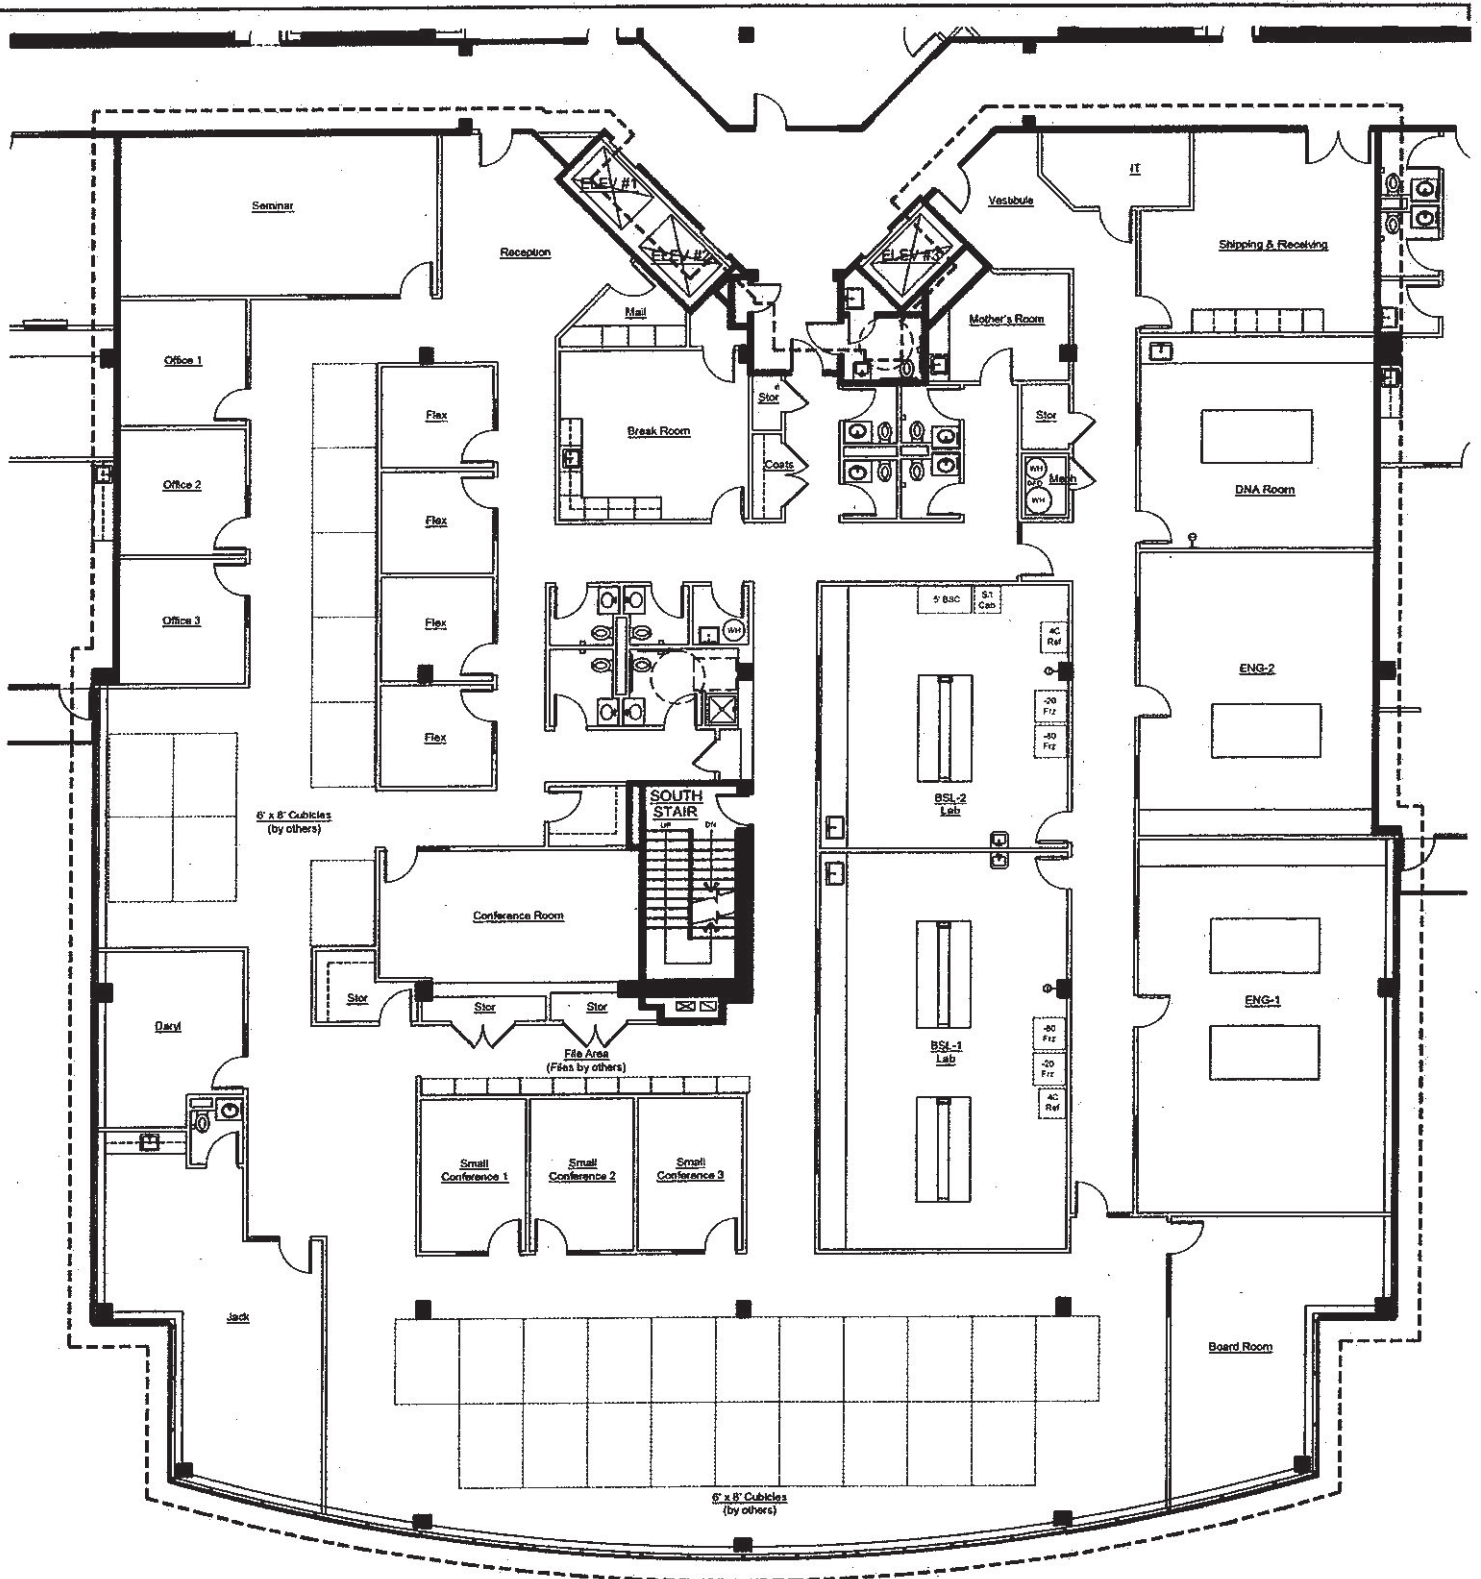 ELEV #1
ELEV #2
ELEV #3
IT
Seminar
Vestibule
Reception
Shipping & Receiving
Mail
Mother's Room
Office 1
Flex
Stor
Break Room
Stor
Coats
WH
Mech
WH
Office 2
DNA Room
Flex
Office 3
Flex
WH
5' BSC
4C
Ref
ENG-2
-20
Frz
-80
Frz
Flex
SOUTH
STAIR
UP
DN
BSL-2
Lab
6' x 8' Cubicles
(by others)
Conference Room
Stor
Stor
Stor
ENG-1
Daryl
File Area
(Files by others)
BSL-1
Lab
-80
Frz
-20
Frz
4C
Ref
Small
Conference 1
Small
Conference 2
Small
Conference 3
Jack
Board Room
6' x 8' Cubicles
(by others)